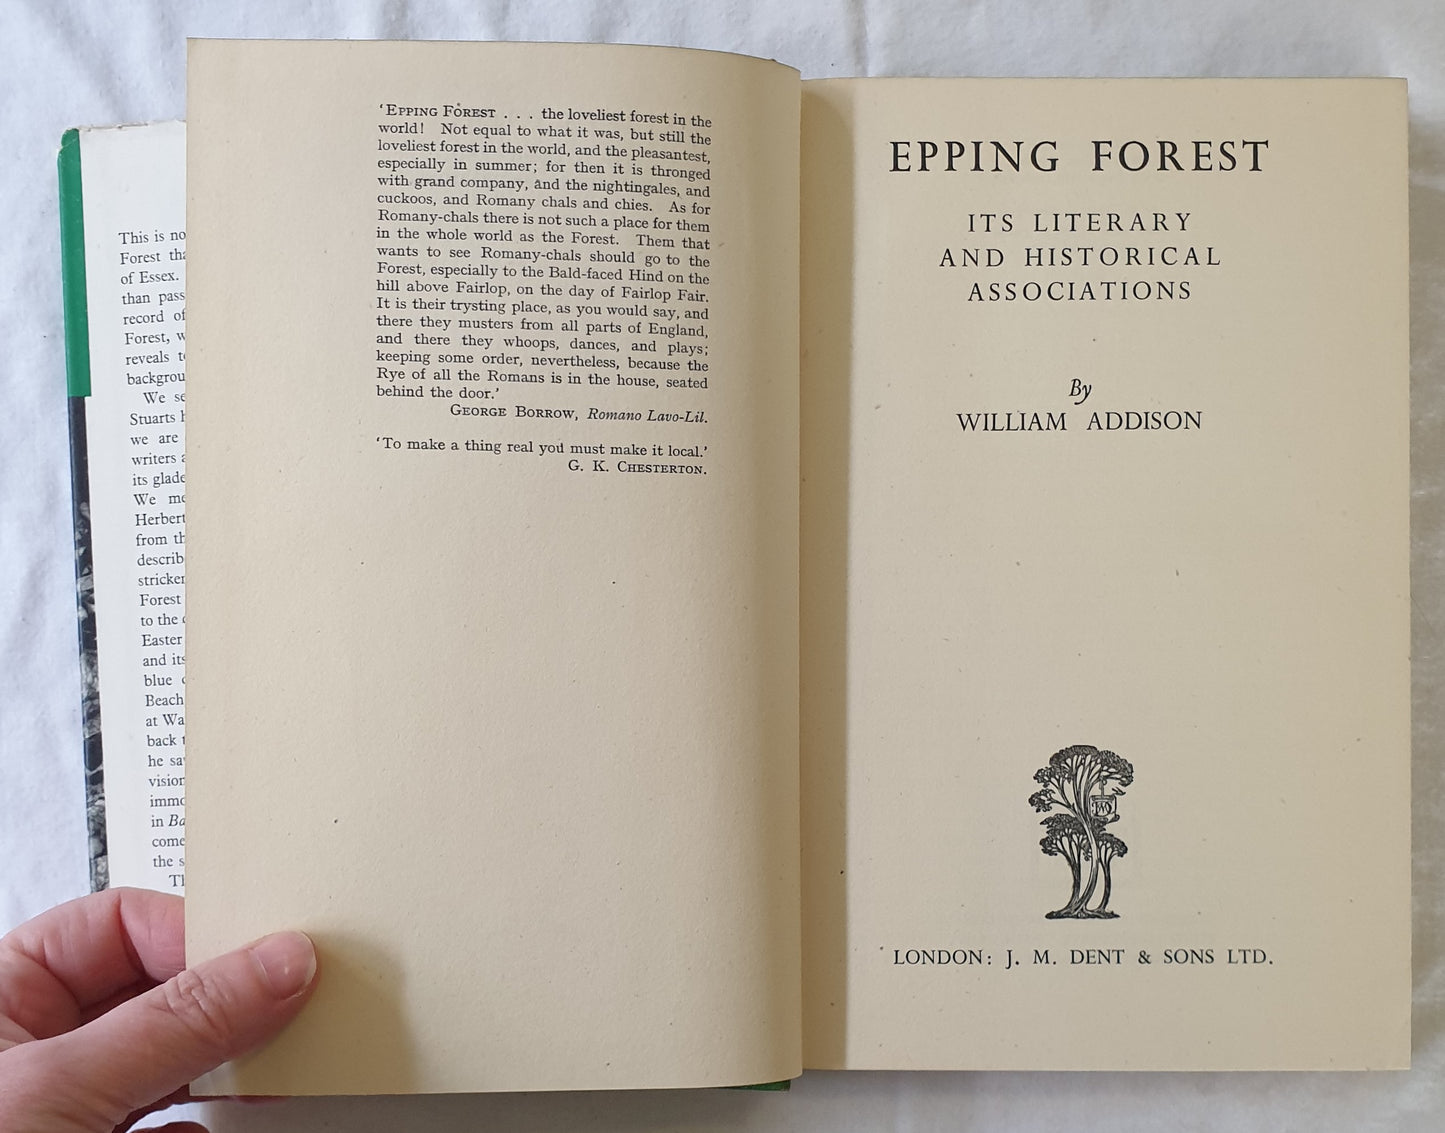 This is no
Forest tha
of Essex.
than pass
record of
Forest, w
reveals t
backgrou
We se
Stuarts h
we are
writers a
its glade
We me
Herbert
from th
describ
stricker
Forest
to the
Easter
and its
blue
Beach
at Wa
back t
he sa
vision
immo
in Ba
come
the s
Th
'EPPING FOREST . . . the loveliest forest in the
world! Not equal to what it was, but still the
loveliest forest in the world, and the pleasantest,
especially in summer; for then it is thronged
with grand company, and the nightingales, and
cuckoos, and Romany chals and chies. As for
Romany-chals there is not such a place for them
in the whole world as the Forest. Them that
wants to see Romany-chals should go to the
Forest, especially to the Bald-faced Hind on the
hill above Fairlop, on the day of Fairlop Fair.
It is their trysting place, as you would say, and
there they musters from all parts of England,
and there they whoops, dances, and plays;
keeping some order, nevertheless, because the
Rye of all the Romans is in the house, seated
behind the door.'
GEORGE BORROW, Romano Lavo-Lil.
'To make a thing real you must make it local.'
G. K. CHESTERTON.
EPPING FOREST
ITS LITERARY
AND HISTORICAL
ASSOCIATIONS
By
WILLIAM ADDISON
LONDON: J. M. DENT & SONS LTD.